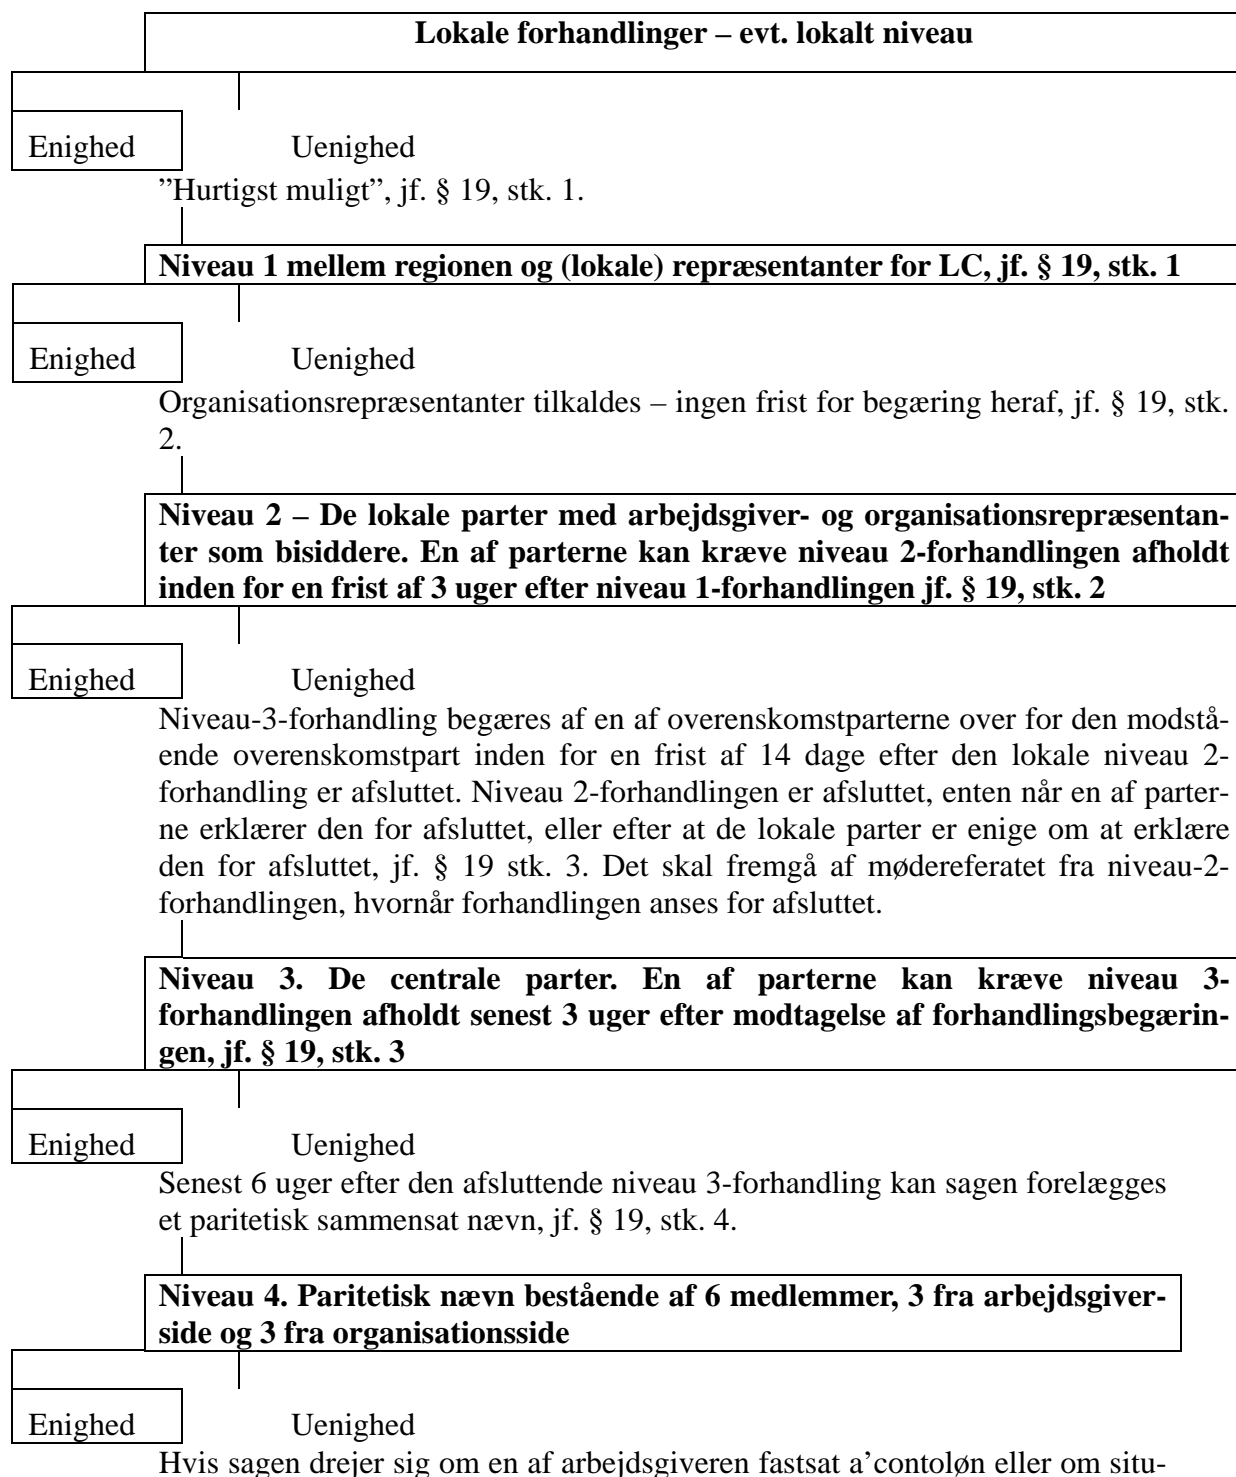 Lokale forhandlinger – evt. lokalt niveau
Enighed Uenighed
”Hurtigst muligt”, jf. § 19, stk. 1.
Niveau 1 mellem regionen og (lokale) repræsentanter for LC, jf. § 19, stk. 1
Enighed Uenighed
Organisationsrepræsentanter tilkaldes – ingen frist for begæring heraf, jf. § 19, stk.
2.
Niveau 2 – De lokale parter med arbejdsgiver- og organisationsrepræsentan-
ter som bisiddere. En af parterne kan kræve niveau 2-forhandlingen afholdt
inden for en frist af 3 uger efter niveau 1-forhandlingen jf. § 19, stk. 2
Enighed Uenighed
Niveau-3-forhandling begæres af en af overenskomstparterne over for den modstå-
ende overenskomstpart inden for en frist af 14 dage efter den lokale niveau 2-
forhandling er afsluttet. Niveau 2-forhandlingen er afsluttet, enten når en af parter-
ne erklærer den for afsluttet, eller efter at de lokale parter er enige om at erklære
den for afsluttet, jf. § 19 stk. 3. Det skal fremgå af mødereferatet fra niveau-2-
forhandlingen, hvornår forhandlingen anses for afsluttet.
Niveau 3. De centrale parter. En af parterne kan kræve niveau 3-
forhandlingen afholdt senest 3 uger efter modtagelse af forhandlingsbegærin-
gen, jf. § 19, stk. 3
Enighed Uenighed
Senest 6 uger efter den afsluttende niveau 3-forhandling kan sagen forelægges
et paritetisk sammensat nævn, jf. § 19, stk. 4.
Niveau 4. Paritetisk nævn bestående af 6 medlemmer, 3 fra arbejdsgiver-
side og 3 fra organisationsside
Enighed Uenighed
Hvis sagen drejer sig om en af arbejdsgiveren fastsat a’contoløn eller om situ-